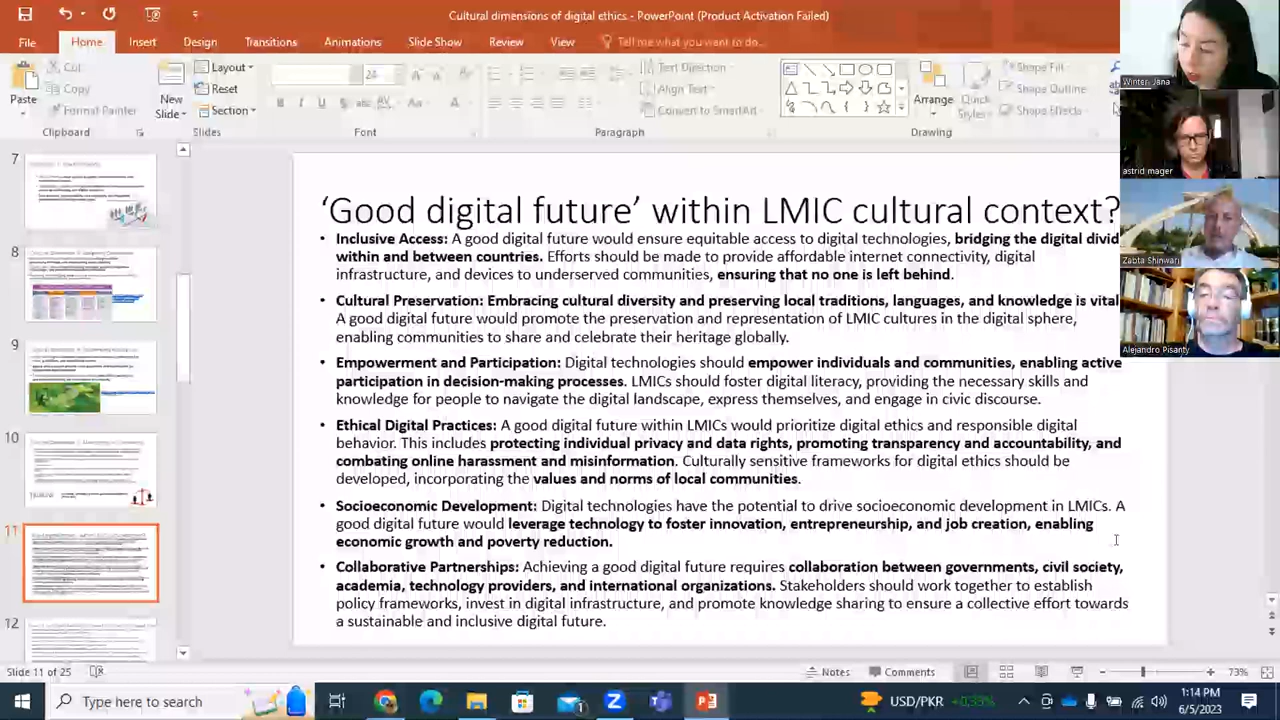 Cultural dimensions of digital ethics - PowerPoint (Product Activation Failed)
File Home Insert Design Transitions Animations Slide Show Review View Tell me what you want to do...
Paste
Cut
Copy
Format Painter
Clipboard
New
Slide
Layout
Reset
Section
Slides
24
Font
Paragraph
Text Direction
Align Text
Convert to SmartArt
Arrange
Quick
Styles
Shape Fill
Shape Outline
Shape Effects
Drawing
Winter, Jana
astrid mager
Zabta Shinwari
Alejandro Pisanty
7
8
9
10
11
12
'Good digital future' within LMIC cultural context?
• Inclusive Access: A good digital future would ensure equitable access to digital technologies, bridging the digital divid
within and between countries. Efforts should be made to provide affordable internet connectivity, digital
infrastructure, and devices to underserved communities, ensuring that no one is left behind.
• Cultural Preservation: Embracing cultural diversity and preserving local traditions, languages, and knowledge is vital
A good digital future would promote the preservation and representation of LMIC cultures in the digital sphere,
enabling communities to share and celebrate their heritage globally.
• Empowerment and Participation: Digital technologies should empower individuals and communities, enabling active
participation in decision-making processes. LMICs should foster digital literacy, providing the necessary skills and
knowledge for people to navigate the digital landscape, express themselves, and engage in civic discourse.
• Ethical Digital Practices: A good digital future within LMICs would prioritize digital ethics and responsible digital
behavior. This includes protecting individual privacy and data rights, promoting transparency and accountability, and
combating online harassment and misinformation. Culturally sensitive frameworks for digital ethics should be
developed, incorporating the values and norms of local communities.
• Socioeconomic Development: Digital technologies have the potential to drive socioeconomic development in LMICs. A
good digital future would leverage technology to foster innovation, entrepreneurship, and job creation, enabling
economic growth and poverty reduction.
• Collaborative Partnerships: Achieving a good digital future requires collaboration between governments, civil society,
academia, technology providers, and international organizations. Stakeholders should work together to establish
policy frameworks, invest in digital infrastructure, and promote knowledge sharing to ensure a collective effort towards
a sustainable and inclusive digital future.
Slide 11 of 25
Notes
Comments
73%
Type here to search
USD/PKR +0,35%
1:14 PM
6/5/2023